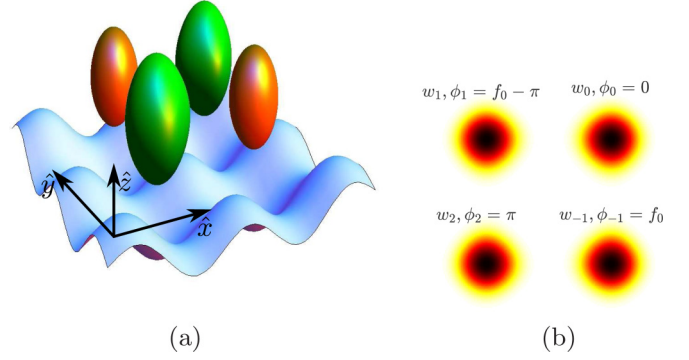 ŷ
ẑ
x̂
w₁, ϕ₁ = f₀ − π
w₀, ϕ₀ = 0
w₂, ϕ₂ = π
w₋₁, ϕ₋₁ = f₀
(a)
(b)